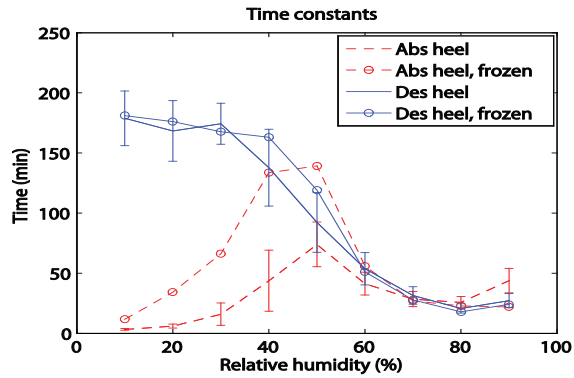 Time constants
250
200
150
100
50
0
Time (min)
Abs heel
Abs heel, frozen
Des heel
Des heel, frozen
0 20 40 60 80 100
Relative humidity (%)